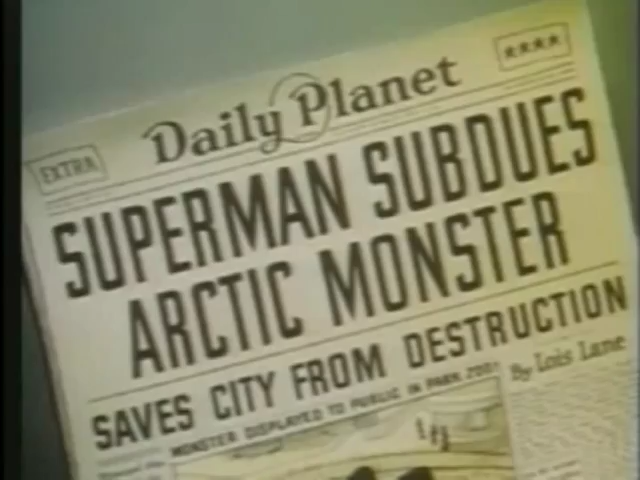 Daily Planet
****
EXTRA
SUPERMAN SUBDUES
ARCTIC MONSTER
SAVES CITY FROM DESTRUCTION
MONSTER DISPLAYED TO PUBLIC IN PARK ZOO!
By Lois Lane